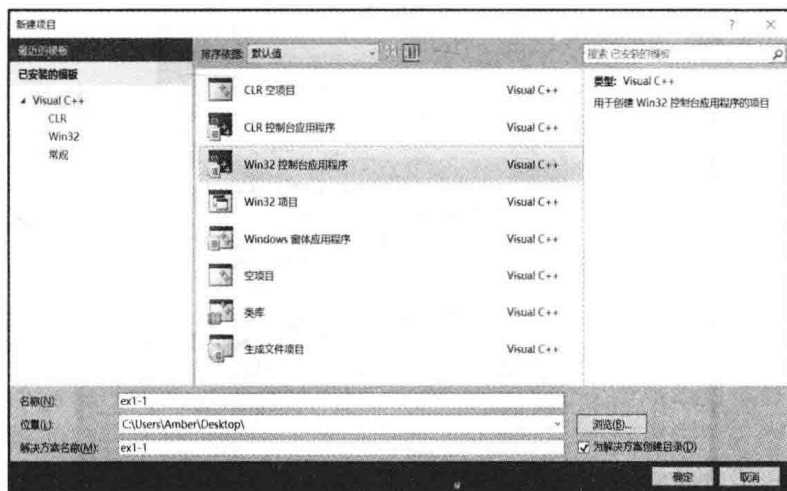 新建项目
? ×
最近的模板
排序依据: 默认值
搜索 已安装的模板
已安装的模板
Visual C++
CLR
Win32
常规
CLR 空项目 Visual C++
CLR 控制台应用程序 Visual C++
Win32 控制台应用程序 Visual C++
Win32 项目 Visual C++
Windows 窗体应用程序 Visual C++
空项目 Visual C++
类库 Visual C++
生成文件项目 Visual C++
类型: Visual C++
用于创建 Win32 控制台应用程序的项目
名称(N): ex1-1
位置(L): C:\Users\Amber\Desktop\
浏览(B)...
解决方案名称(M): ex1-1
为解决方案创建目录(D)
确定 取消